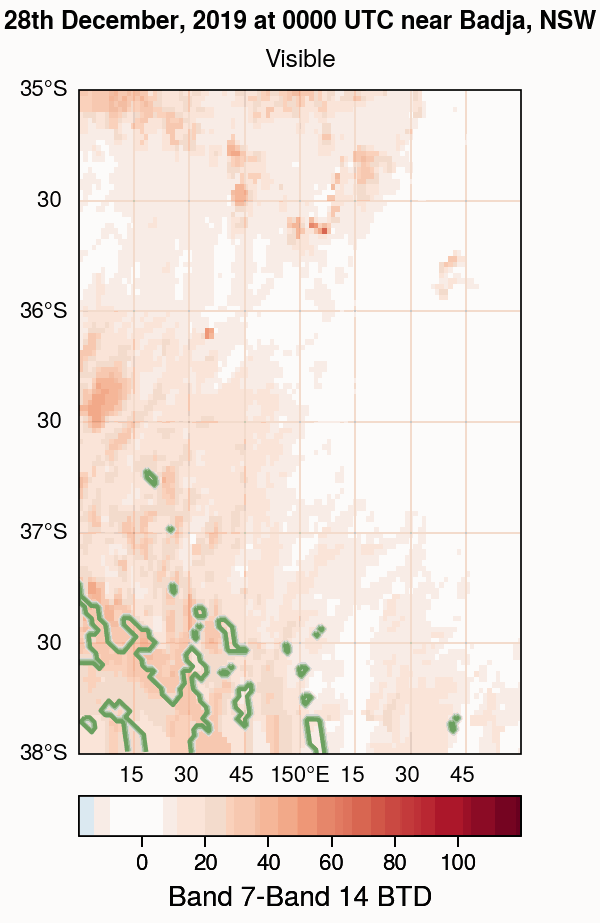 28th December, 2019 at 0000 UTC near Badja, NSW
Visible
35°S
30
36°S
30
37°S
30
38°S
15 30 45 150°E 15 30 45
0 20 40 60 80 100
Band 7-Band 14 BTD